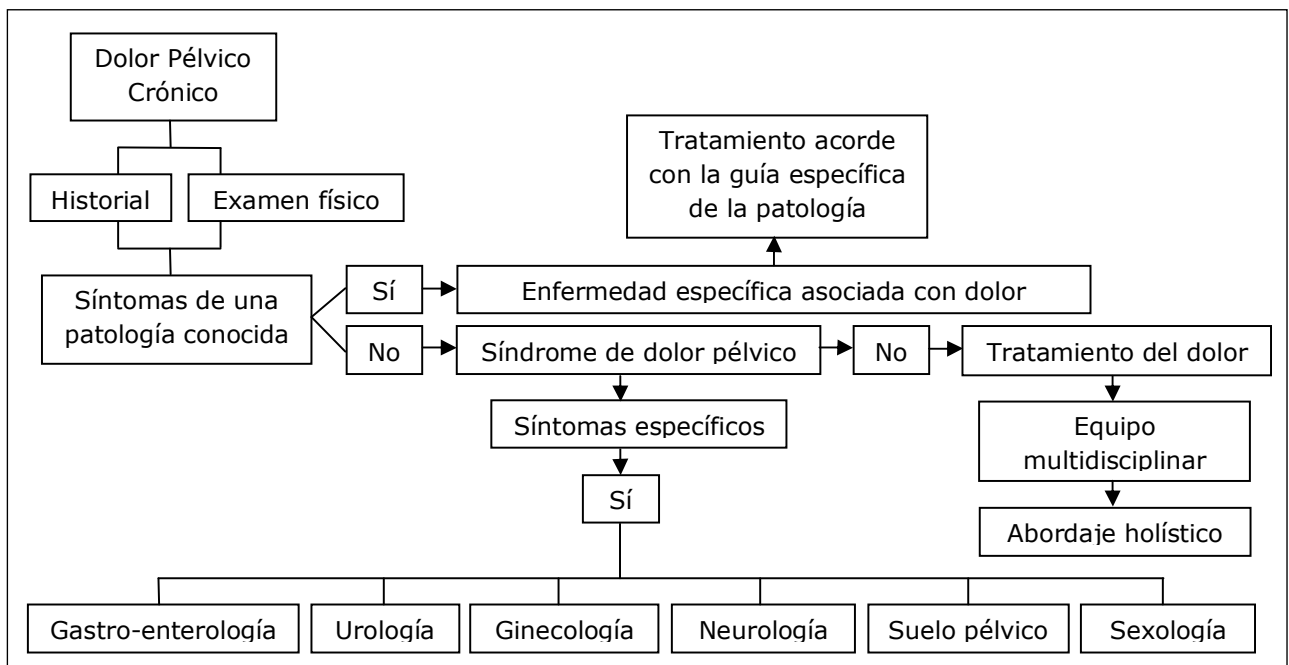 Dolor Pélvico
Crónico
Historial
Examen físico
Síntomas de una
patología conocida
Sí
Enfermedad específica asociada con dolor
Tratamiento acorde
con la guía específica
de la patología
No
Síndrome de dolor pélvico
No
Tratamiento del dolor
Equipo
multidisciplinar
Abordaje holístico
Síntomas específicos
Sí
Gastro-enterología
Urología
Ginecología
Neurología
Suelo pélvico
Sexología